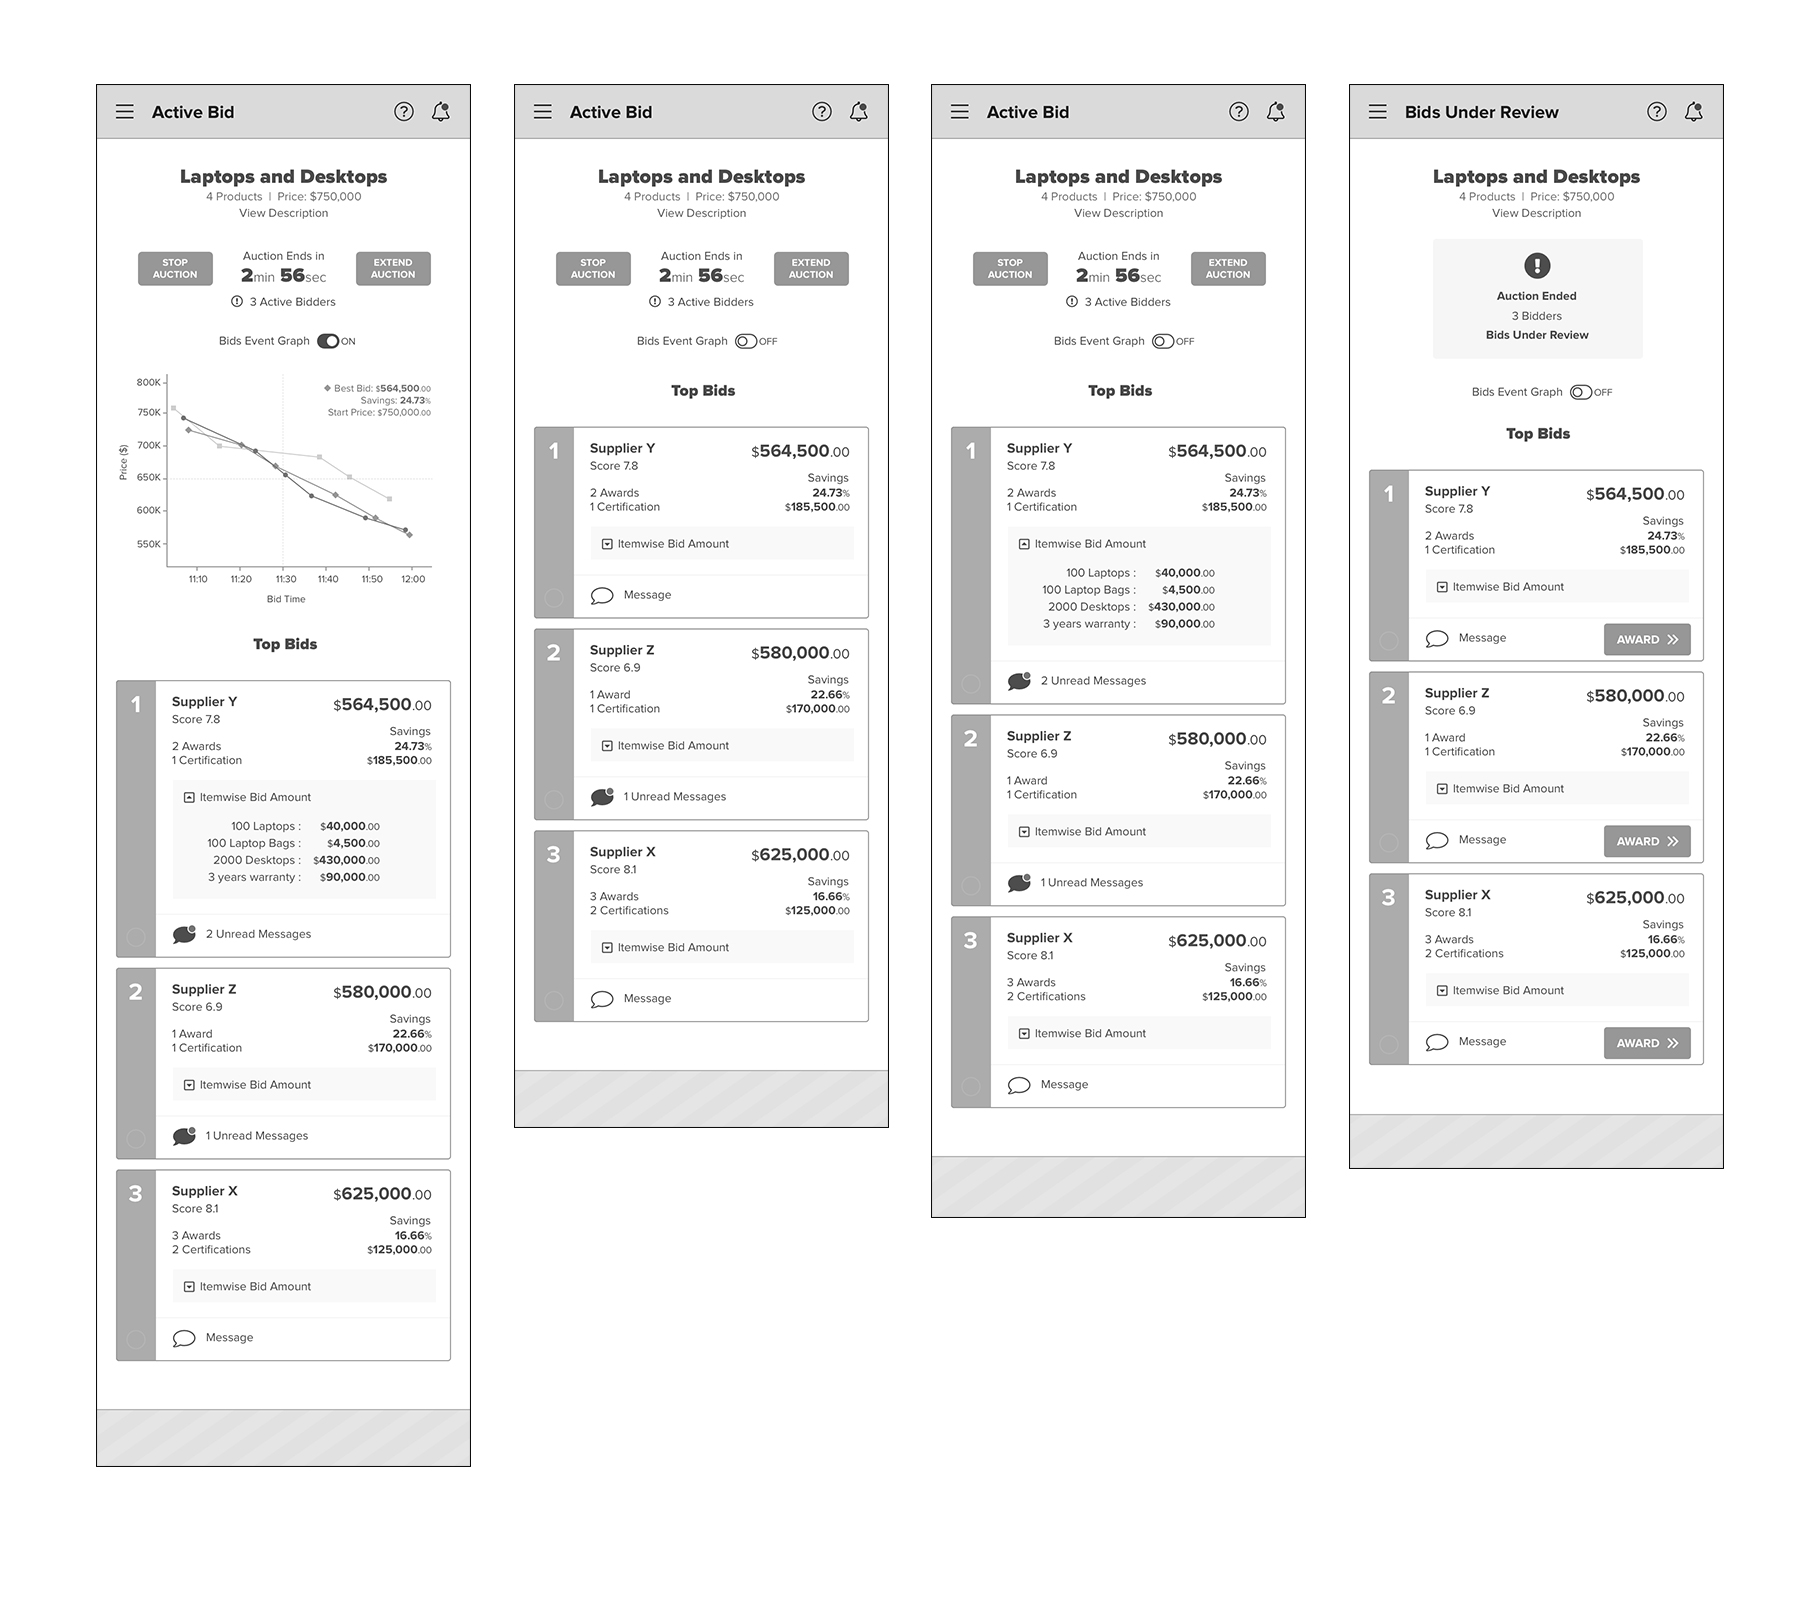 Active Bid
Laptops and Desktops
4 Products | Price: $750,000
View Description
STOP AUCTION
Auction Ends in
2min 56sec
EXTEND AUCTION
3 Active Bidders
Bids Event Graph ON
Best Bid: $564,500.00
Savings: 24.73%
Start Price: $750,000.00
Price ($)
800K
750K
700K
650K
600K
550K
11:10 11:20 11:30 11:40 11:50 12:00
Bid Time
Top Bids
1
Supplier Y $564,500.00
Score 7.8
Savings
2 Awards 24.73%
1 Certification $185,500.00
Itemwise Bid Amount
100 Laptops : $40,000.00
100 Laptop Bags : $4,500.00
2000 Desktops : $430,000.00
3 years warranty : $90,000.00
2 Unread Messages
2
Supplier Z $580,000.00
Score 6.9
Savings
1 Award 22.66%
1 Certification $170,000.00
Itemwise Bid Amount
1 Unread Messages
3
Supplier X $625,000.00
Score 8.1
Savings
3 Awards 16.66%
2 Certifications $125,000.00
Itemwise Bid Amount
Message
Active Bid
Laptops and Desktops
4 Products | Price: $750,000
View Description
STOP AUCTION
Auction Ends in
2min 56sec
EXTEND AUCTION
3 Active Bidders
Bids Event Graph OFF
Top Bids
1
Supplier Y $564,500.00
Score 7.8
Savings
2 Awards 24.73%
1 Certification $185,500.00
Itemwise Bid Amount
Message
2
Supplier Z $580,000.00
Score 6.9
Savings
1 Award 22.66%
1 Certification $170,000.00
Itemwise Bid Amount
1 Unread Messages
3
Supplier X $625,000.00
Score 8.1
Savings
3 Awards 16.66%
2 Certifications $125,000.00
Itemwise Bid Amount
Message
Active Bid
Laptops and Desktops
4 Products | Price: $750,000
View Description
STOP AUCTION
Auction Ends in
2min 56sec
EXTEND AUCTION
3 Active Bidders
Bids Event Graph OFF
Top Bids
1
Supplier Y $564,500.00
Score 7.8
Savings
2 Awards 24.73%
1 Certification $185,500.00
Itemwise Bid Amount
100 Laptops : $40,000.00
100 Laptop Bags : $4,500.00
2000 Desktops : $430,000.00
3 years warranty : $90,000.00
2 Unread Messages
2
Supplier Z $580,000.00
Score 6.9
Savings
1 Award 22.66%
1 Certification $170,000.00
Itemwise Bid Amount
1 Unread Messages
3
Supplier X $625,000.00
Score 8.1
Savings
3 Awards 16.66%
2 Certifications $125,000.00
Itemwise Bid Amount
Message
Bids Under Review
Laptops and Desktops
4 Products | Price: $750,000
View Description
Auction Ended
3 Bidders
Bids Under Review
Bids Event Graph OFF
Top Bids
1
Supplier Y $564,500.00
Score 7.8
Savings
2 Awards 24.73%
1 Certification $185,500.00
Itemwise Bid Amount
Message AWARD
2
Supplier Z $580,000.00
Score 6.9
Savings
1 Award 22.66%
1 Certification $170,000.00
Itemwise Bid Amount
Message AWARD
3
Supplier X $625,000.00
Score 8.1
Savings
3 Awards 16.66%
2 Certifications $125,000.00
Itemwise Bid Amount
Message AWARD